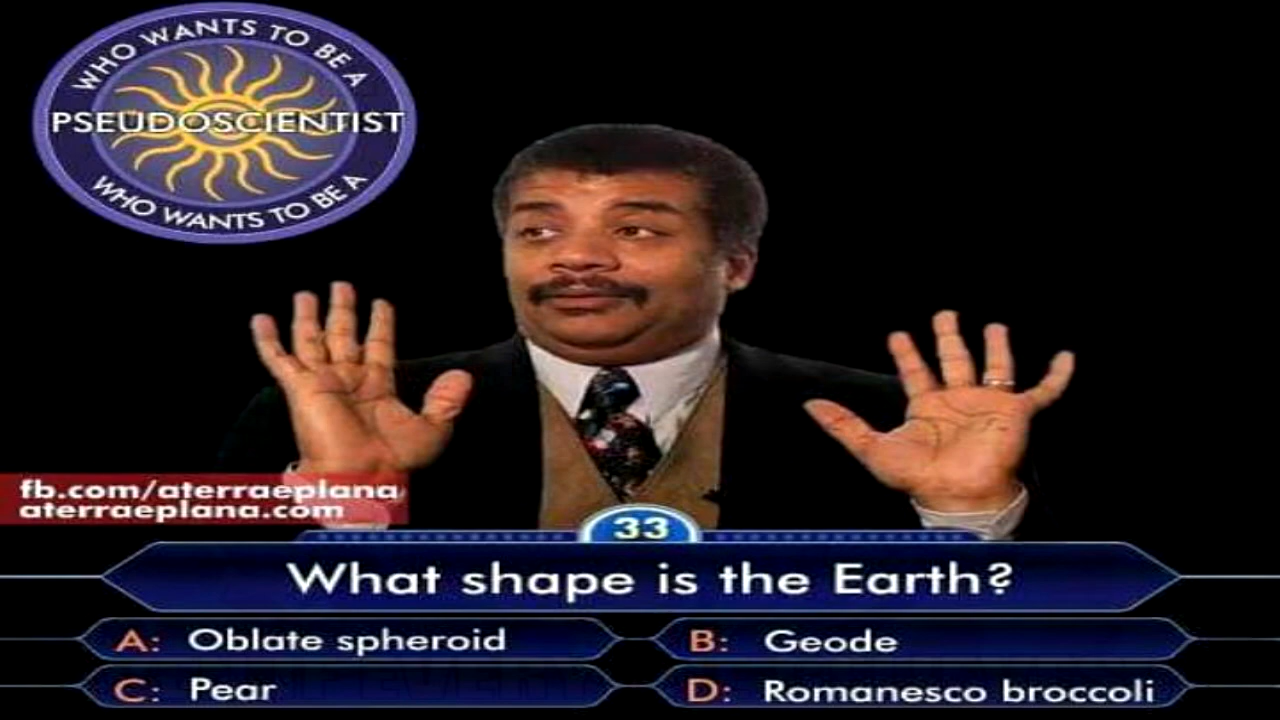 WHO WANTS TO BE A
PSEUDOSCIENTIST
WHO WANTS TO BE A
fb.com/aterraeplana
aterraeplana.com
33
What shape is the Earth?
A: Oblate spheroid
B: Geode
C: Pear
D: Romanesco broccoli